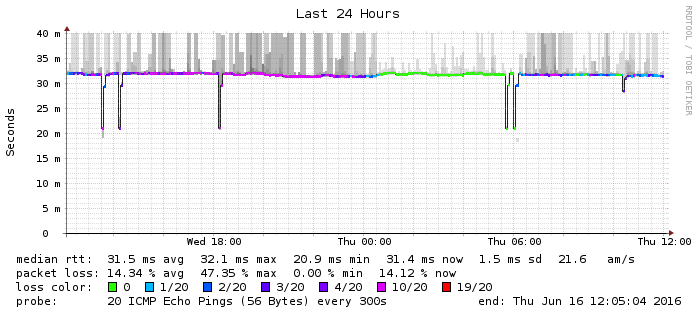 Last 24 Hours
RRDTOOL / TOBI OETIKER
Seconds
40 m
35 m
30 m
25 m
20 m
15 m
10 m
5 m
0
Wed 18:00 Thu 00:00 Thu 06:00 Thu 12:00
median rtt: 31.5 ms avg 32.1 ms max 20.9 ms min 31.4 ms now 1.5 ms sd 21.6 am/s
packet loss: 14.34 % avg 47.35 % max 0.00 % min 14.12 % now
loss color: 0 1/20 2/20 3/20 4/20 10/20 19/20
probe: 20 ICMP Echo Pings (56 Bytes) every 300s end: Thu Jun 16 12:05:04 2016